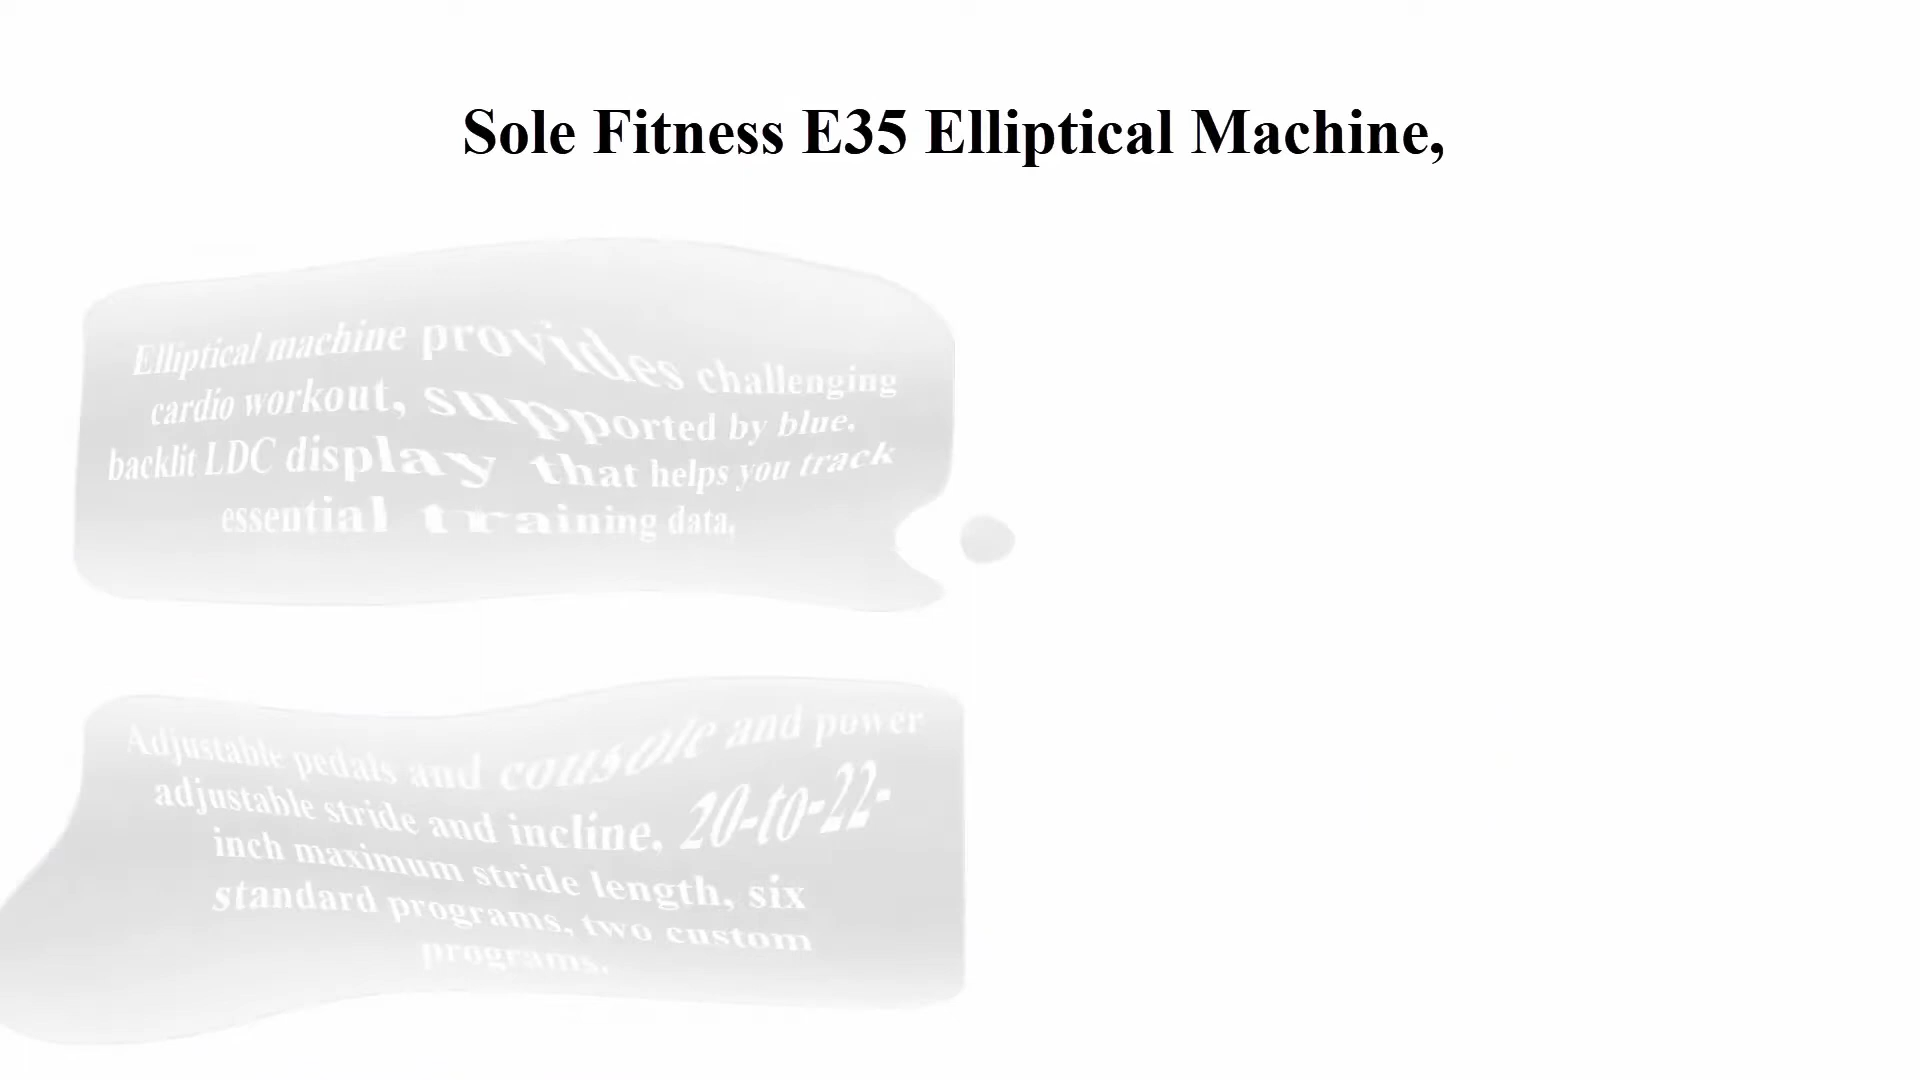 Sole Fitness E35 Elliptical Machine,
Elliptical machine provides challenging
cardio workout, supported by blue.
backlit LDC display that helps you track
essential training data,
Adjustable pedals and console and power
adjustable stride and incline. 20-to-22-
inch maximum stride length, six
standard programs, two custom
programs.